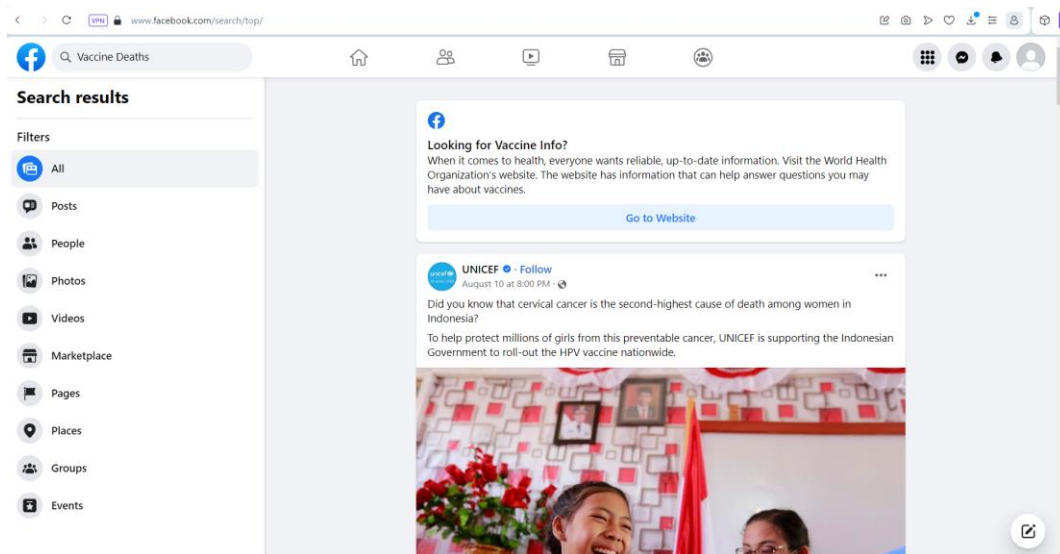 VPN
www.facebook.com/search/top/
Vaccine Deaths
Search results
Filters
All
Posts
People
Photos
Videos
Marketplace
Pages
Places
Groups
Events
Looking for Vaccine Info?
When it comes to health, everyone wants reliable, up-to-date information. Visit the World Health
Organization's website. The website has information that can help answer questions you may
have about vaccines.
Go to Website
UNICEF · Follow
August 10 at 8:00 PM ·
Did you know that cervical cancer is the second-highest cause of death among women in
Indonesia?
To help protect millions of girls from this preventable cancer, UNICEF is supporting the Indonesian
Government to roll-out the HPV vaccine nationwide.